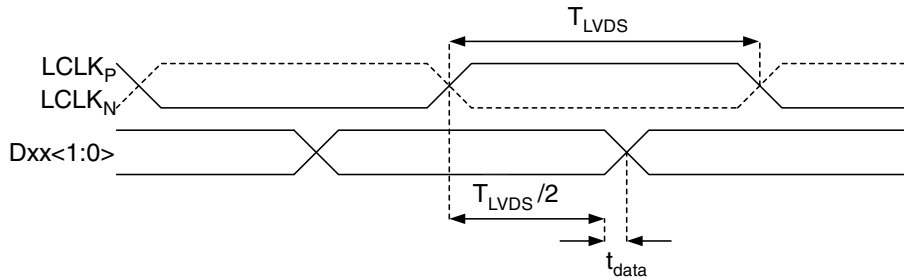 T_LVDS
LCLK_P
LCLK_N
Dxx<1:0>
T_LVDS/2
t_data